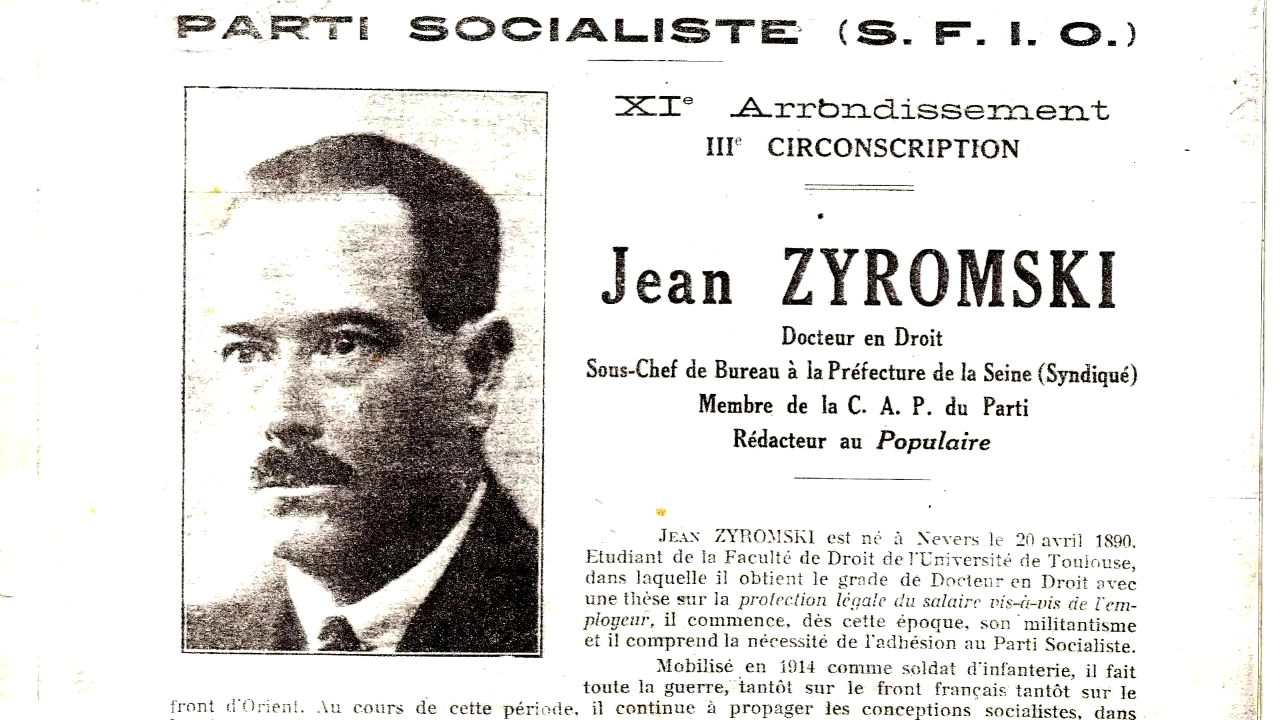 PARTI SOCIALISTE (S. F. I. O.)
XIe Arrondissement
IIIe CIRCONSCRIPTION
Jean ZYROMSKI
Docteur en Droit
Sous-Chef de Bureau à la Préfecture de la Seine (Syndiqué)
Membre de la C. A. P. du Parti
Rédacteur au Populaire
JEAN ZYROMSKI est né à Nevers le 20 avril 1890.
Etudiant de la Faculté de Droit de l'Université de Toulouse,
dans laquelle il obtient le grade de Docteur en Droit avec
une thèse sur la protection légale du salaire vis-à-vis de l'em-
ployeur, il commence, dès cette époque, son militantisme
et il comprend la nécessité de l'adhésion au Parti Socialiste.
Mobilisé en 1914 comme soldat d'infanterie, il fait
toute la guerre, tantôt sur le front français tantôt sur le
front d'Orient. Au cours de cette période, il continue à propager les conceptions socialistes, dans